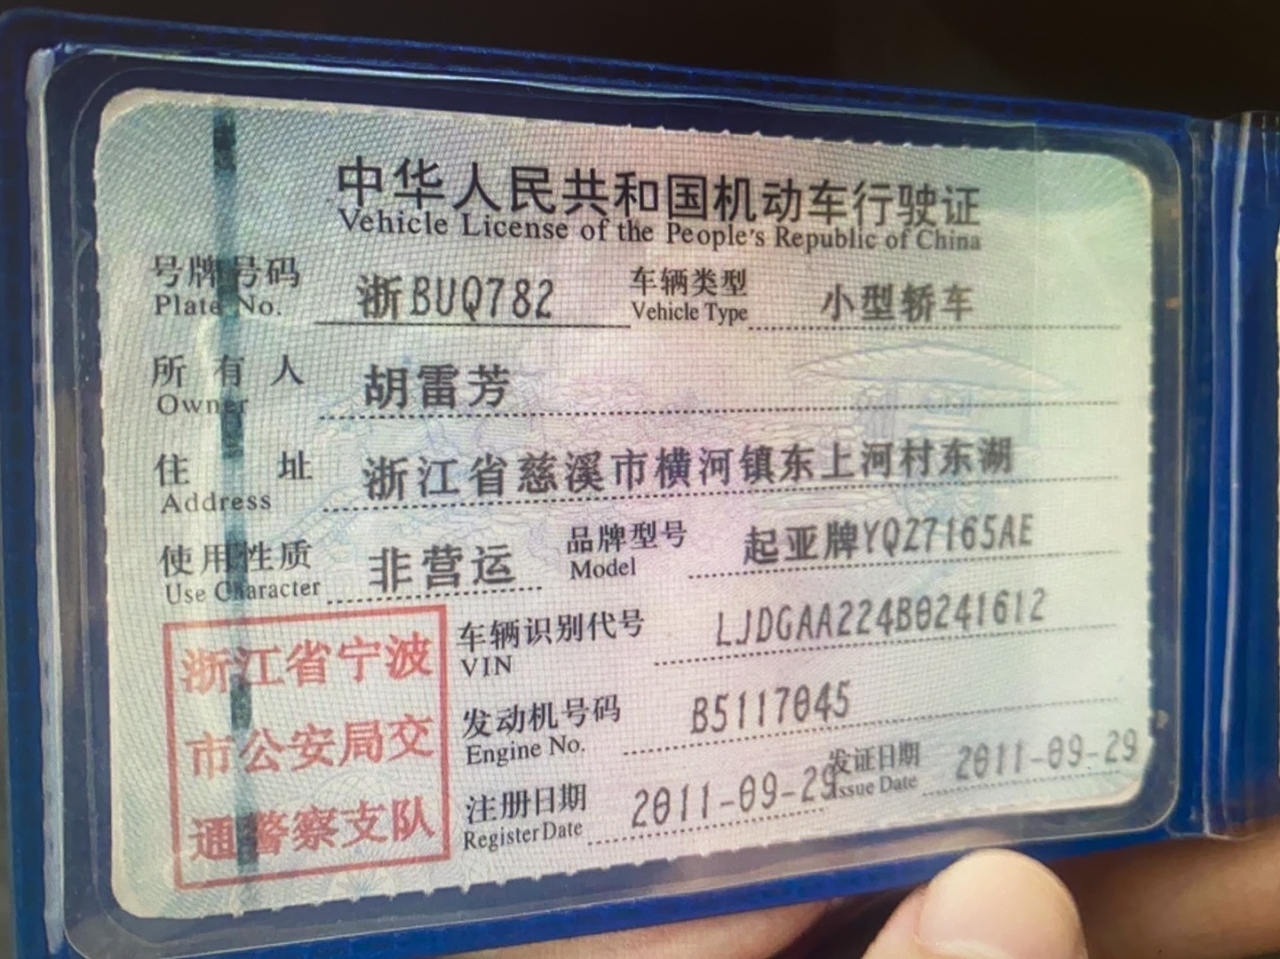 中华人民共和国机动车行驶证
Vehicle License of the People's Republic of China
号牌号码 浙BUQ782 车辆类型 小型轿车
Plate No. Vehicle Type
所有人 胡雷芳
Owner
住址 浙江省慈溪市横河镇东上河村东湖
Address
使用性质 非营运 品牌型号 起亚牌YQZ7165AE
Use Character Model
车辆识别代号 LJDGAA224B0241612
VIN
发动机号码 B5117045
Engine No.
注册日期 2011-09-29 发证日期 2011-09-29
Register Date Issue Date
浙江省宁波
市公安局交
通警察支队